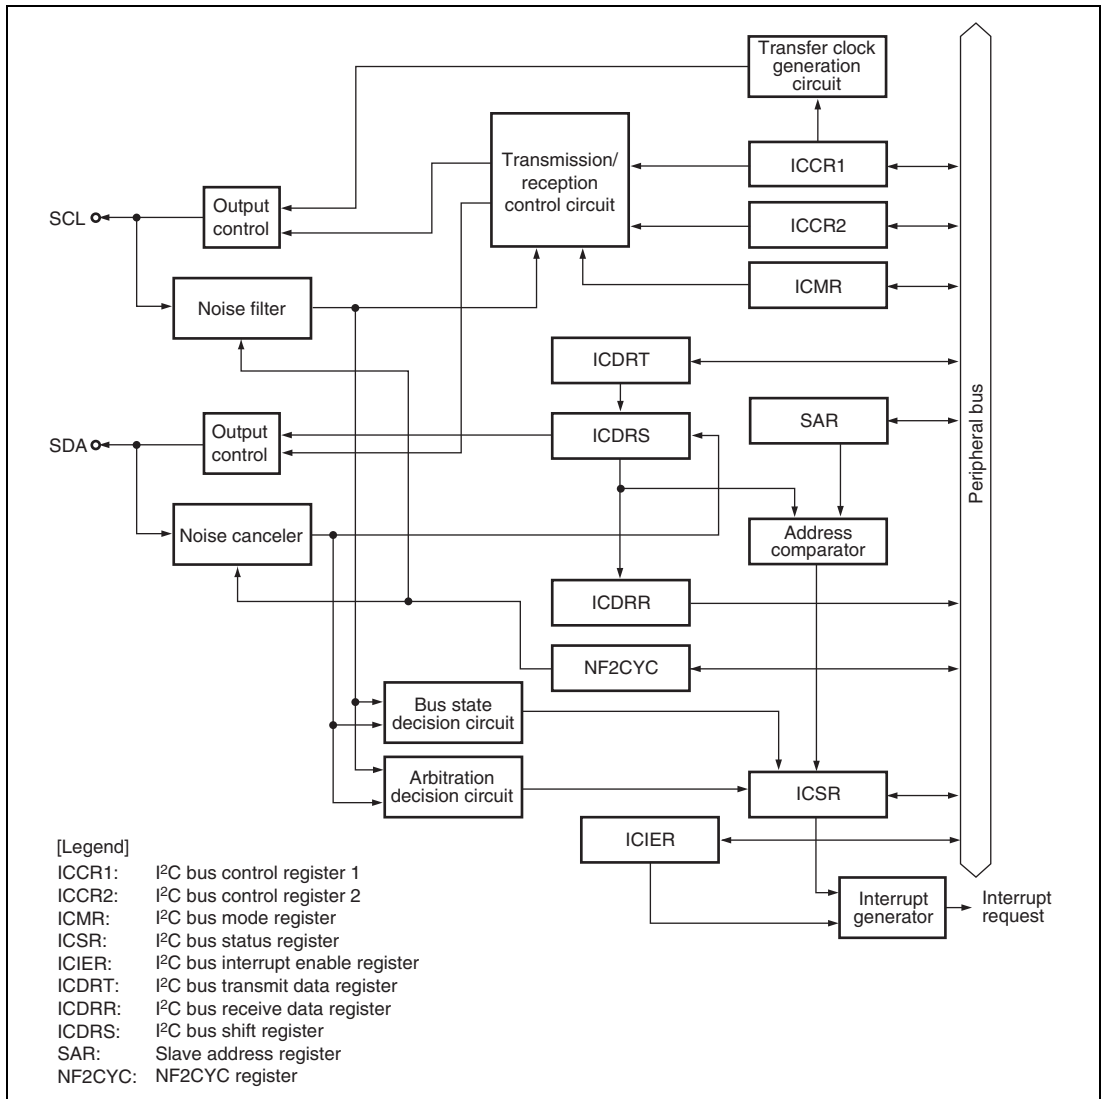 Transfer clock
generation
circuit
Transmission/
reception
control circuit
ICCR1
SCL
Output
control
ICCR2
Noise filter
ICMR
ICDRT
SAR
Peripheral bus
SDA
Output
control
ICDRS
Noise canceler
Address
comparator
ICDRR
NF2CYC
Bus state
decision circuit
Arbitration
decision circuit
ICSR
ICIER
Interrupt
generator
Interrupt
request
[Legend]
ICCR1: I²C bus control register 1
ICCR2: I²C bus control register 2
ICMR: I²C bus mode register
ICSR: I²C bus status register
ICIER: I²C bus interrupt enable register
ICDRT: I²C bus transmit data register
ICDRR: I²C bus receive data register
ICDRS: I²C bus shift register
SAR: Slave address register
NF2CYC: NF2CYC register